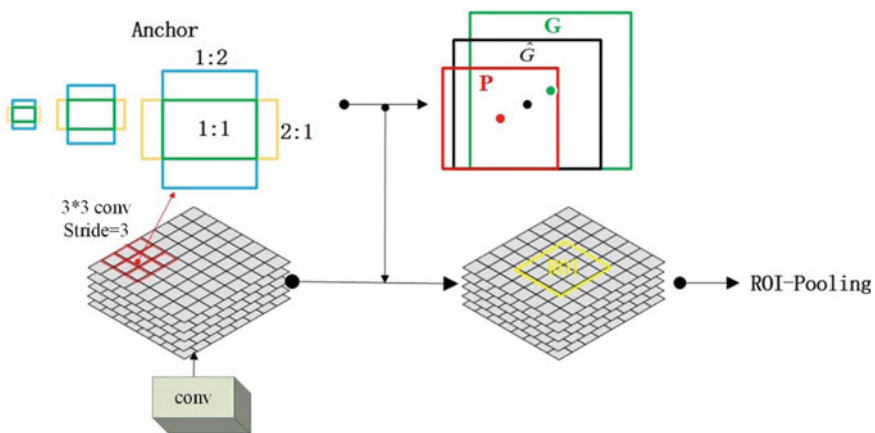 Anchor
1:2
1:1
2:1
G
Ĝ
P
3*3 conv
Stride=3
ROI
ROI-Pooling
conv